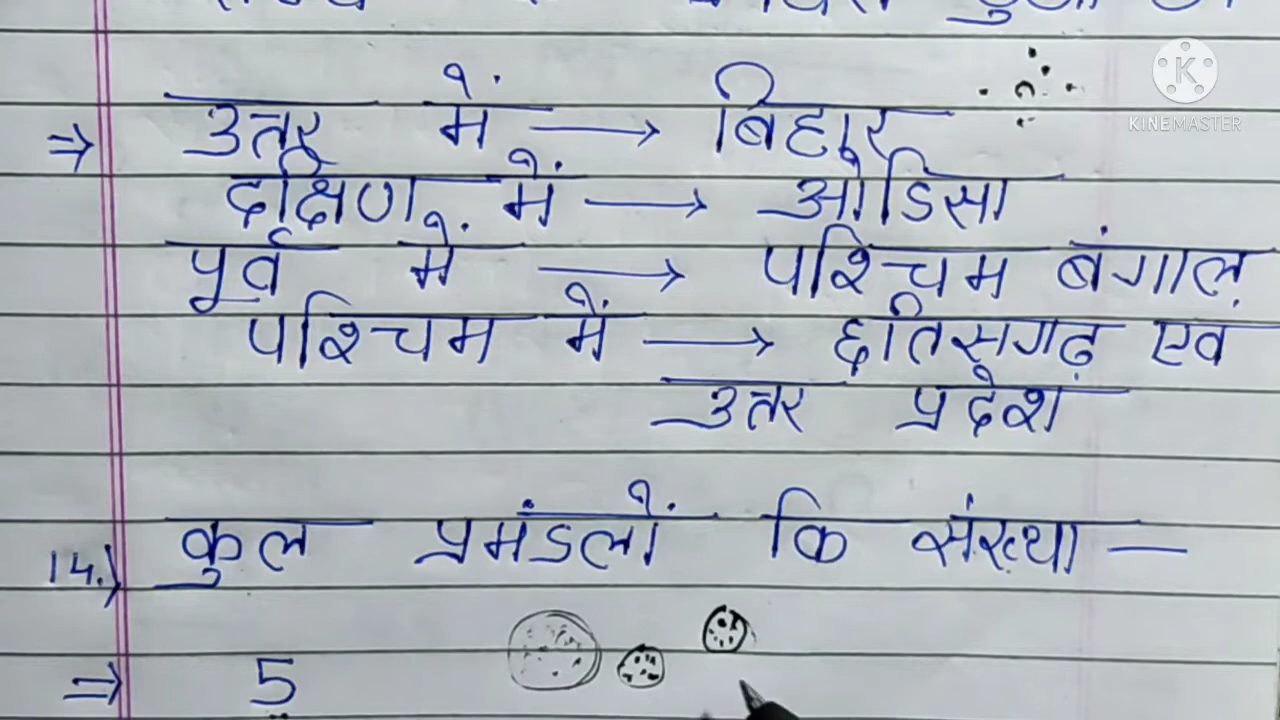 ⇒ उत्तर में → बिहार
दक्षिण में → ओडिसा
पूर्व में → पश्चिम बंगाल
पश्चिम में → छतिसगढ़ एवं
उत्तर प्रदेश
14.) कुल प्रमंडलों कि संख्या —
⇒ 5
KINEMASTER